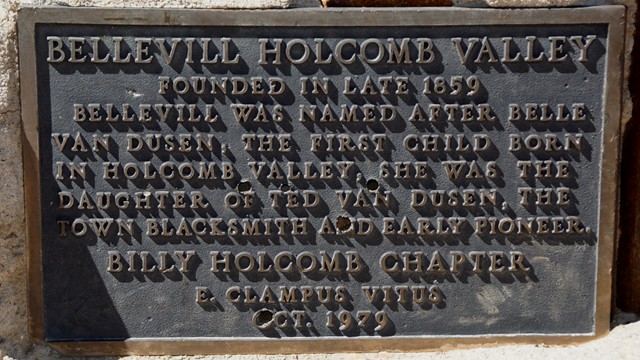 BELLEVILL HOLCOMB VALLEY
FOUNDED IN LATE 1859
BELLEVILL WAS NAMED AFTER BELLE
VAN DUSEN, THE FIRST CHILD BORN
IN HOLCOMB VALLEY, SHE WAS THE
DAUGHTER OF TED VAN DUSEN, THE
TOWN BLACKSMITH AND EARLY PIONEER.
BILLY HOLCOMB CHAPTER
E. CLAMPUS VITUS
OCT. 1979